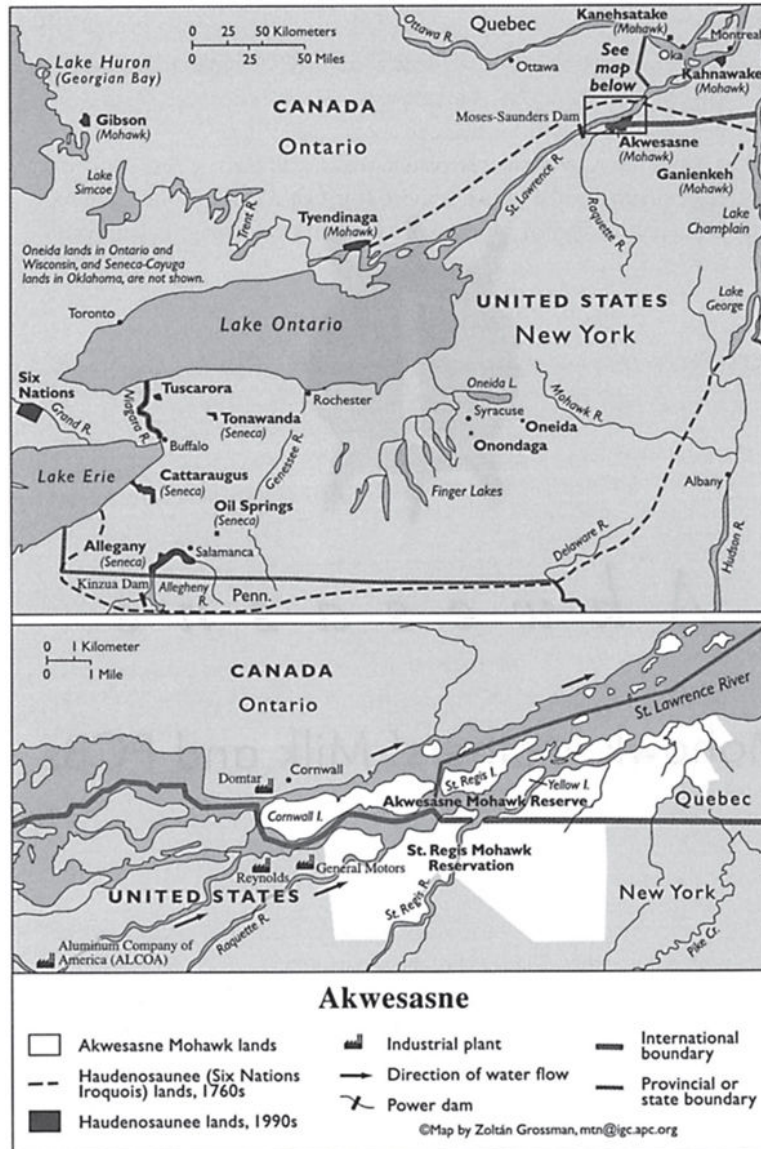 0 25 50 Kilometers
0 25 50 Miles
Lake Huron
(Georgian Bay)
Gibson
(Mohawk)
Lake
Simcoe
CANADA
Ontario
Ottawa R.
Quebec
Ottawa
Kanehsatake
(Mohawk)
Oka
Montreal
See
map
below
Kahnawake
(Mohawk)
Moses-Saunders Dam
Akwesasne
(Mohawk)
Ganienkeh
(Mohawk)
St. Lawrence R.
Raquette R.
Lake
Champlain
Trent R.
Tyendinaga
(Mohawk)
Oneida lands in Ontario and
Wisconsin, and Seneca-Cayuga
lands in Oklahoma, are not shown.
Toronto
Lake Ontario
UNITED STATES
New York
Lake
George
Six
Nations
Grand R.
Niagara R.
Tuscarora
Tonawanda
(Seneca)
Rochester
Oneida L.
Syracuse
Oneida
Onondaga
Mohawk R.
Buffalo
Lake Erie
Cattaraugus
(Seneca)
Genessee R.
Finger Lakes
Albany
Oil Springs
(Seneca)
Allegany
(Seneca)
Salamanca
Delaware R.
Hudson R.
Kinzua Dam
Allegheny
R.
Penn.
0 1 Kilometer
0 1 Mile
CANADA
Ontario
St. Lawrence River
Domtar
Cornwall
St. Regis I.
Yellow I.
Cornwall I.
Akwesasne Mohawk Reserve
Quebec
St. Regis Mohawk
Reservation
General Motors
Reynolds
UNITED STATES
St. Regis R.
New York
Raquette R.
Pike Cr.
Aluminum Company of
America (ALCOA)
Akwesasne
Akwesasne Mohawk lands
Haudenosaunee (Six Nations
Iroquois) lands, 1760s
Haudenosaunee lands, 1990s
Industrial plant
Direction of water flow
Power dam
International
boundary
Provincial or
state boundary
©Map by Zoltán Grossman, mtn@igc.apc.org